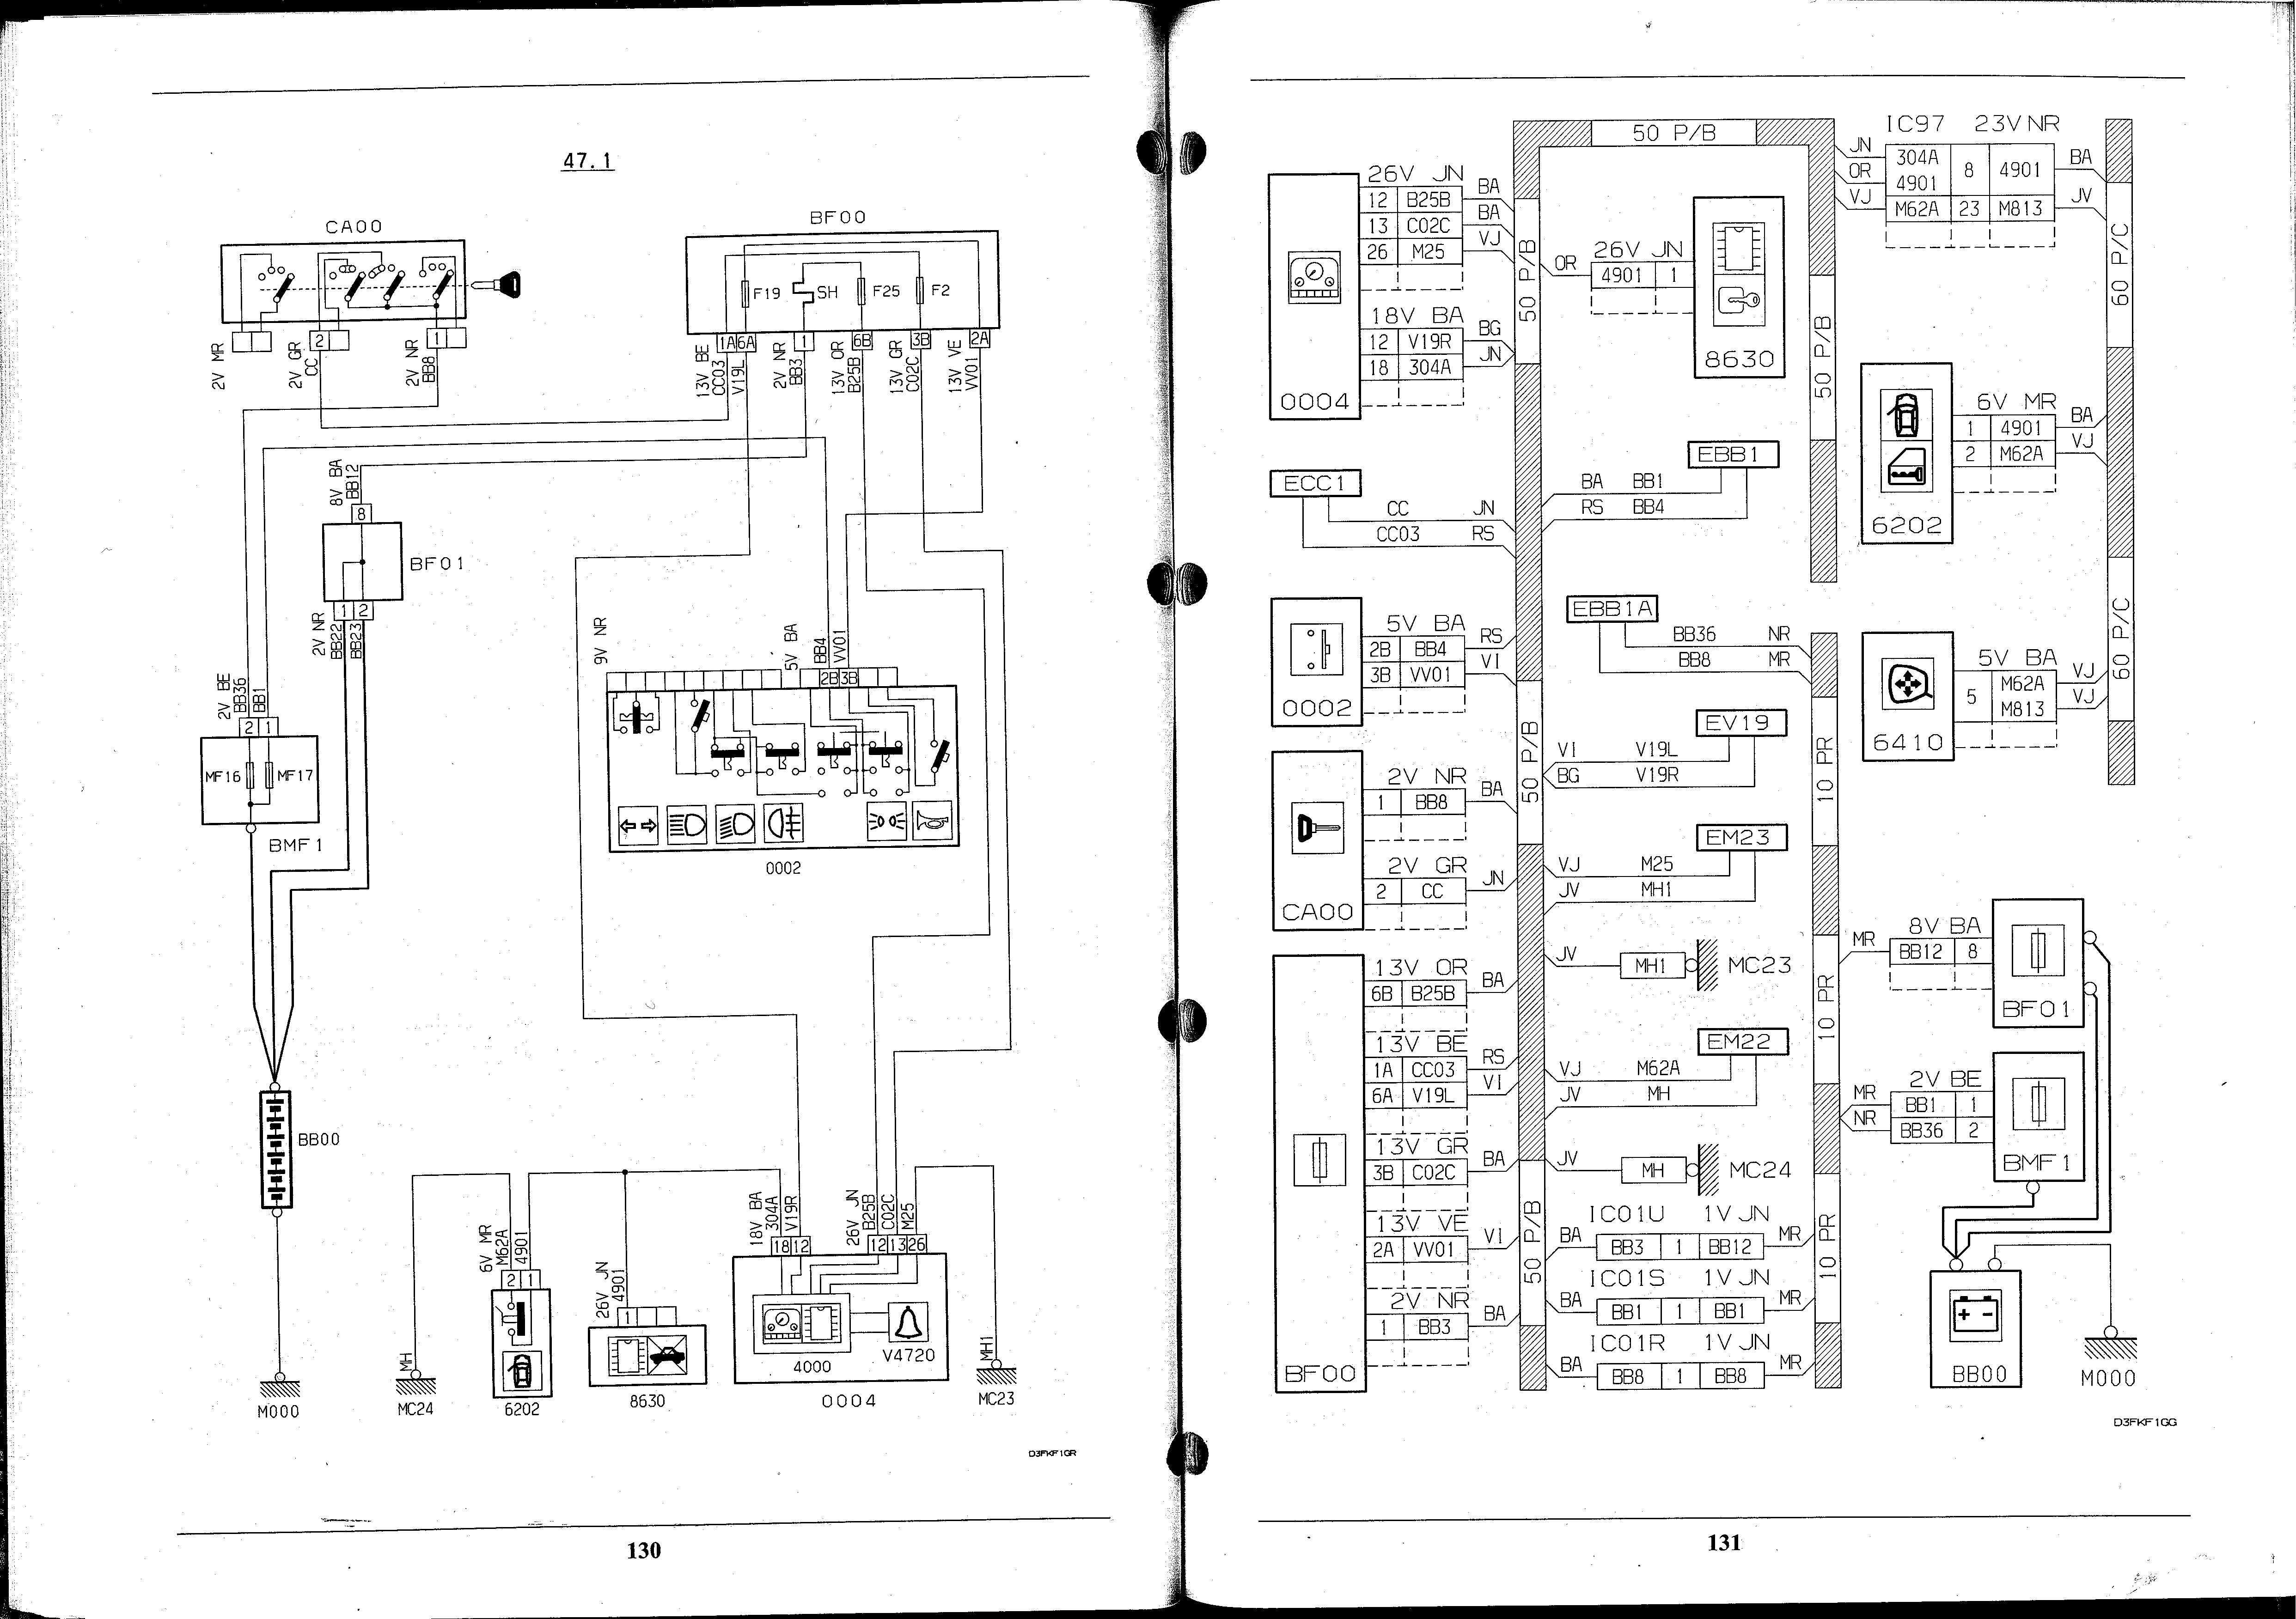 47.1
CA00
BF00
F19
SH
F25
F2
2V MR
2
2V GR
CC
1
2V NR
BB8
1A
6A
13V BE
CC03
V19L
1
2V NR
BB3
6B
13V OR
B25B
3B
13V GR
C02C
2A
13V VE
VV01
8V BA
BB12
8
BF01
1
2
2V NR
BB22
BB23
9V NR
5V BA
BB4
VV01
2B
3B
2V BE
BB36
BB1
2
1
MF16
MF17
BMF1
0002
BB00
18V BA
304A
V19R
26V JN
B25B
C02C
M25
6V MR
M62A
4901
18
12
12
13
26
2
1
26V JN
4901
1
4000
V4720
MH
MH1
M000
MC24
6202
8630
0004
MC23
D3FKF1GR
130
50 P/B
IC97 23V NR
JN
304A
8
4901
BA
OR
4901
VJ
M62A
23
M813
JV
26V JN
12 B25B BA
13 C02C BA
26 M25 VJ
18V BA
12 V19R BG
18 304A JN
0004
50 P/B
26V JN
OR
4901 1
8630
50 P/B
60 P/C
6V MR
1 4901 BA
2 M62A VJ
6202
ECC1
CC JN
CC03 RS
EBB1
BA BB1
RS BB4
5V BA
2B BB4 RS
3B VV01 VI
0002
EBB1A
BB36 NR
BB8 MR
60 P/C
5V BA
5
M62A VJ
M813 VJ
6410
EV19
VI V19L
BG V19R
50 P/B
10 PR
2V NR
1 BB8 BA
2V GR
2 CC JN
CA00
EM23
VJ M25
JV MH1
JV
MH1
MC23
13V OR
6B B25B BA
13V BE
1A CC03 RS
6A V19L VI
13V GR
3B C02C BA
13V VE
2A VV01 VI
2V NR
1 BB3 BA
BF00
EM22
VJ M62A
JV MH
JV
MH
MC24
50 P/B
10 PR
10 PR
IC01U 1V JN
BA BB3 1 BB12 MR
IC01S 1V JN
BA BB1 1 BB1 MR
IC01R 1V JN
BA BB8 1 BB8 MR
8V BA
MR BB12 8
BF01
2V BE
MR BB1 1
NR BB36 2
BMF1
+ -
BB00
M000
D3FKF1GG
131